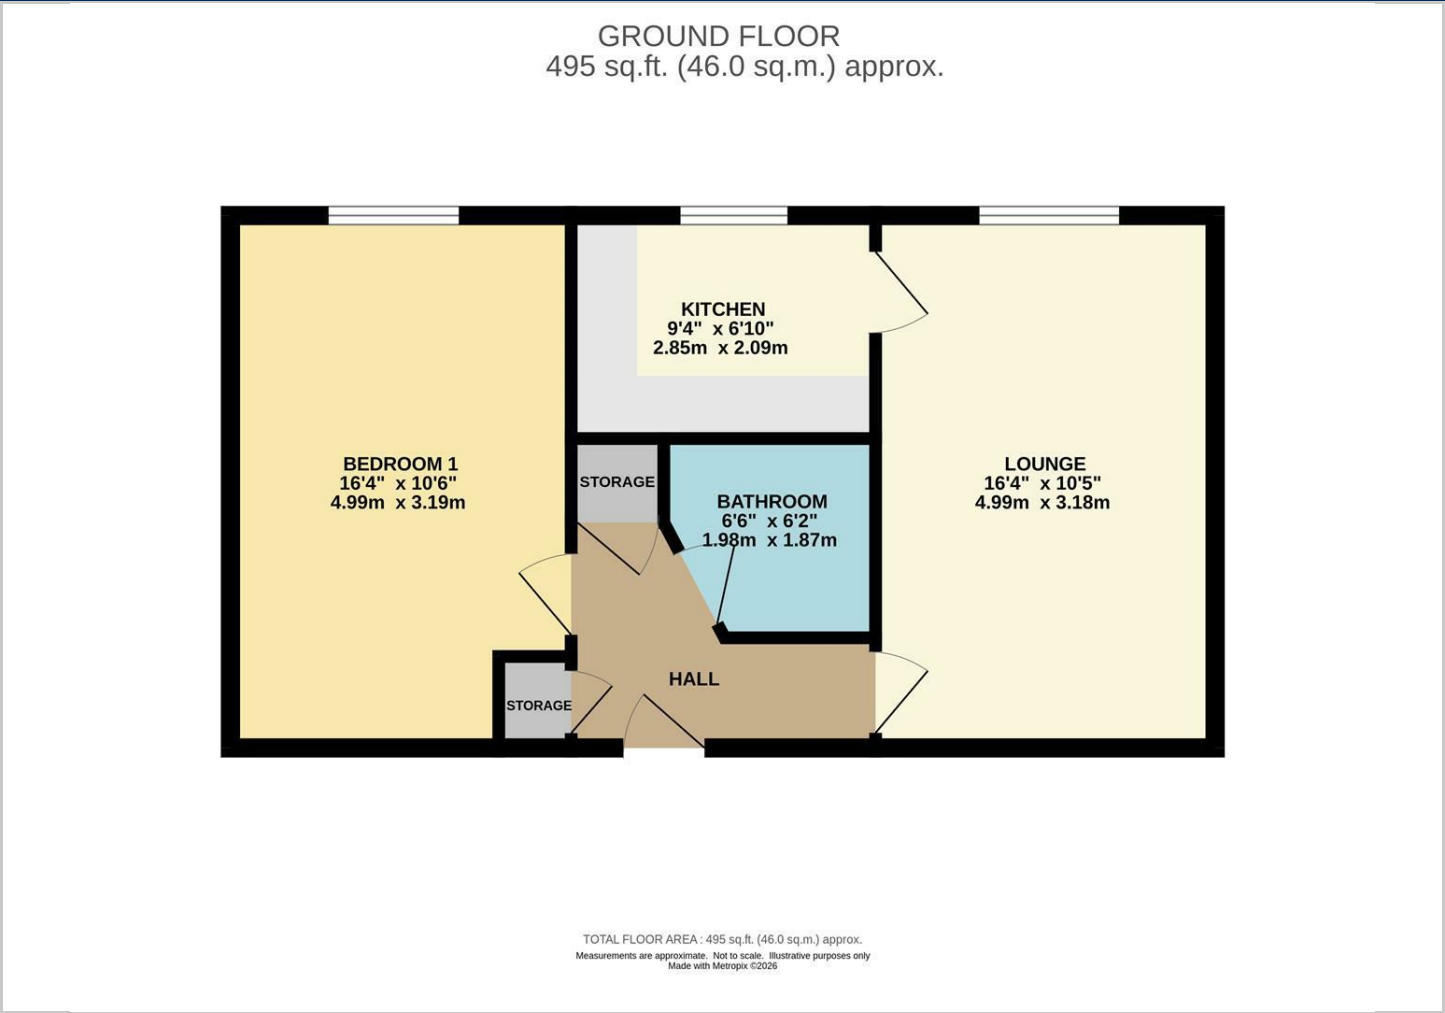 GROUND FLOOR
495 sq.ft. (46.0 sq.m.) approx.
KITCHEN
9'4" x 6'10"
2.85m x 2.09m
BEDROOM 1
16'4" x 10'6"
4.99m x 3.19m
STORAGE
BATHROOM
6'6" x 6'2"
1.98m x 1.87m
LOUNGE
16'4" x 10'5"
4.99m x 3.18m
HALL
STORAGE
TOTAL FLOOR AREA : 495 sq.ft. (46.0 sq.m.) approx.
Measurements are approximate. Not to scale. Illustrative purposes only
Made with Metropix ©2026